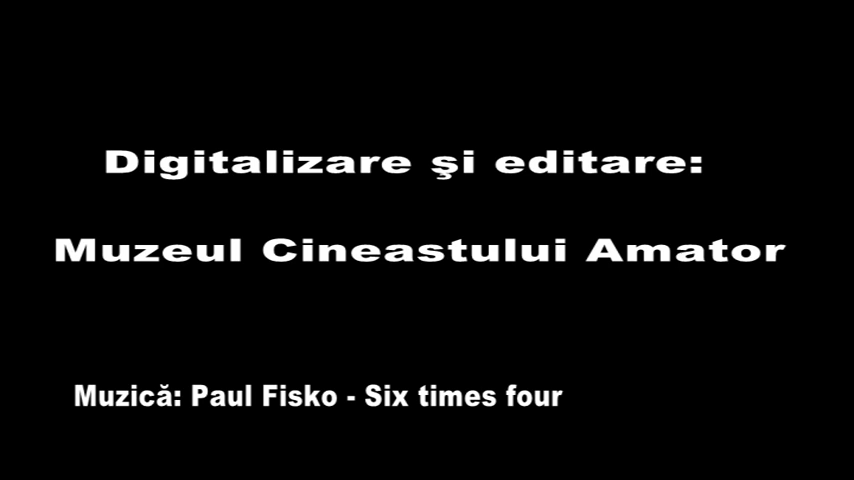 Digitalizare şi editare:
Muzeul Cineastului Amator
Muzică: Paul Fisko - Six times four